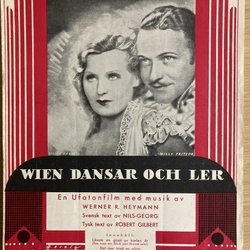 WILLY FRITSCH
WIEN DANSAR OCH LER
En Ufatonfilm med musik av
WERNER R. HEYMANN
Svensk text av NILS-GEORG
Tysk text av ROBERT GILBERT
Innehåll: